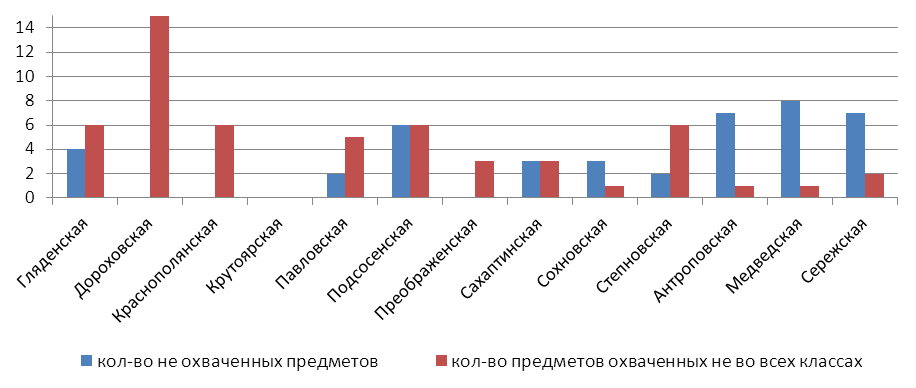 14
12
10
8
6
4
2
0
Гляденская
Дороховская
Краснополянская
Крутоярская
Павловская
Подсосенская
Преображенская
Сахаптинская
Сохновская
Степновская
Антроповская
Медведская
Сережская
кол-во не охваченных предметов
кол-во предметов охваченных не во всех классах